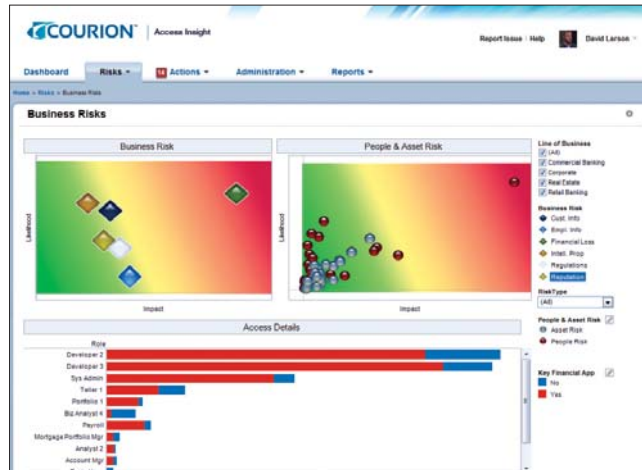 COURION™ | Access Insight
Report Issue | Help David Larson
Dashboard Risks 14 Actions Administration Reports
Home > Risks > Business Risk
Business Risks
Business Risk
Likelihood
Impact
People & Asset Risk
Likelihood
Impact
Line of Business
(All)
Commercial Banking
Corporate
Real Estate
Retail Banking
Business Risk
Cust. Info
Empl. Info
Financial Loss
Intell. Prop
Regulations
Reputation
RiskType
(All)
People & Asset Risk
Asset Risk
People Risk
Key Financial App
No
Yes
Access Details
Role
Developer 2
Developer 3
Sys Admin
Teller 1
Portfolio 1
Biz Analyst 4
Payroll
Mortgage Portfolio Mgr
Analyst 2
Account Mgr